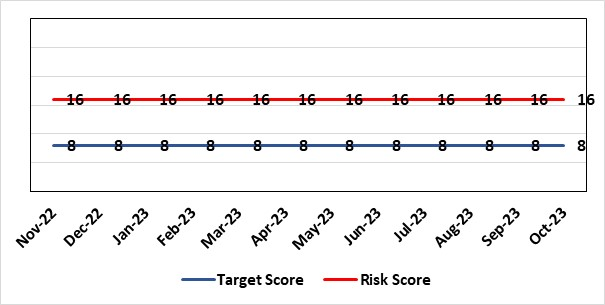 16 16 16 16 16 16 16 16 16 16 16 16
8 8 8 8 8 8 8 8 8 8 8 8
Nov-22 Dec-22 Jan-23 Feb-23 Mar-23 Apr-23 May-23 Jun-23 Jul-23 Aug-23 Sep-23 Oct-23
Target Score Risk Score